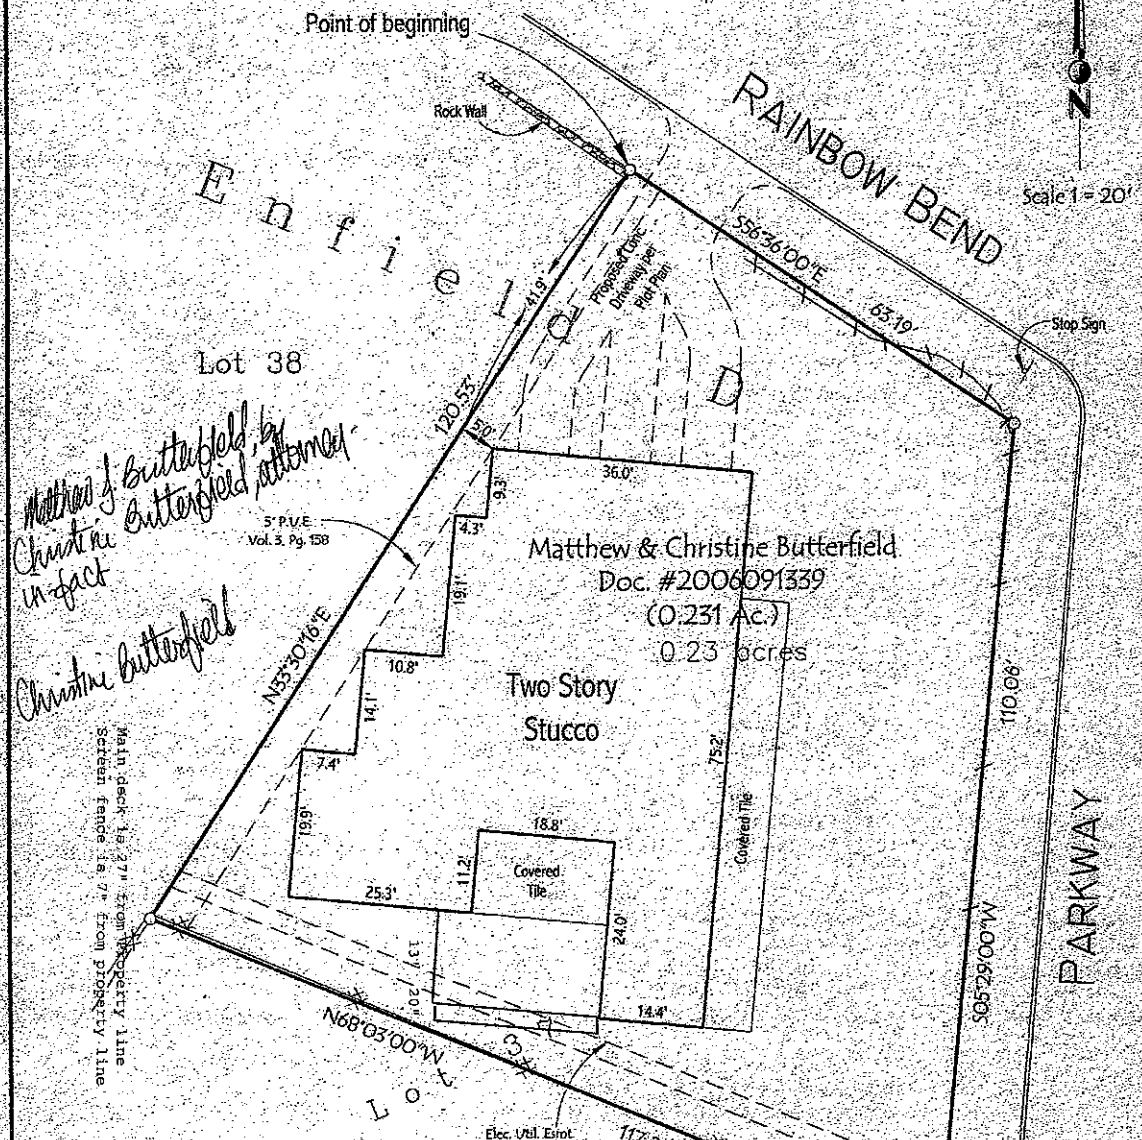 Point of beginning
Rock Wall
RAINBOW BEND
N
Scale 1 = 20'
Enfield
D
S56°36'00"E
63.19'
Stop Sign
Proposed Conc.
Driveway per
Plot Plan
41.9'
120.53'
5.0'
Lot 38
Matthew J. Butterfield, by
Christine Butterfield, attorney
in fact
Christine Butterfield
5' P.U.E.
Vol. 3, Pg. 158
N33°30'16"E
36.0'
9.3'
4.3'
19.1'
10.8'
14.1'
7.4'
19.9'
25.3'
Matthew & Christine Butterfield
Doc. #2006091339
(0.231 Ac.)
0.23 acres
Two Story
Stucco
75.2'
Covered Tile
18.8'
11.2'
Covered
Tile
24.0'
14.4'
110.06'
S05°29'00"W
PARKWAY
Main deck is 27" from property line
Screen fence is 7" from property line
N68°03'00"W
Lot
Elec. Util. Esmt.